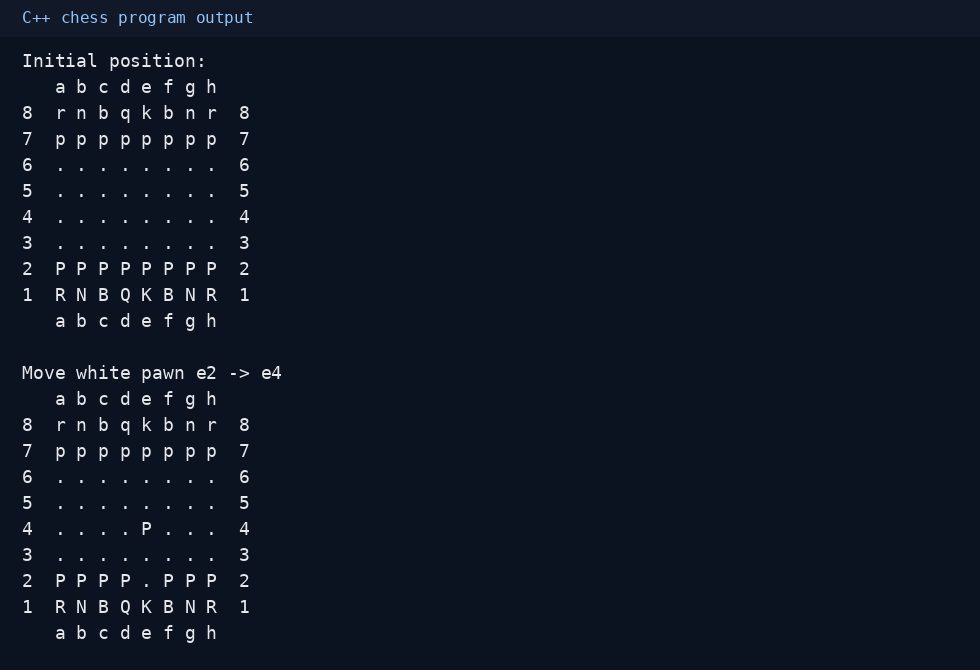 C++ chess program output
Initial position:
   a b c d e f g h
8  r n b q k b n r  8
7  p p p p p p p p  7
6  . . . . . . . .  6
5  . . . . . . . .  5
4  . . . . . . . .  4
3  . . . . . . . .  3
2  P P P P P P P P  2
1  R N B Q K B N R  1
   a b c d e f g h

Move white pawn e2 -> e4
   a b c d e f g h
8  r n b q k b n r  8
7  p p p p p p p p  7
6  . . . . . . . .  6
5  . . . . . . . .  5
4  . . . . P . . .  4
3  . . . . . . . .  3
2  P P P P . P P P  2
1  R N B Q K B N R  1
   a b c d e f g h